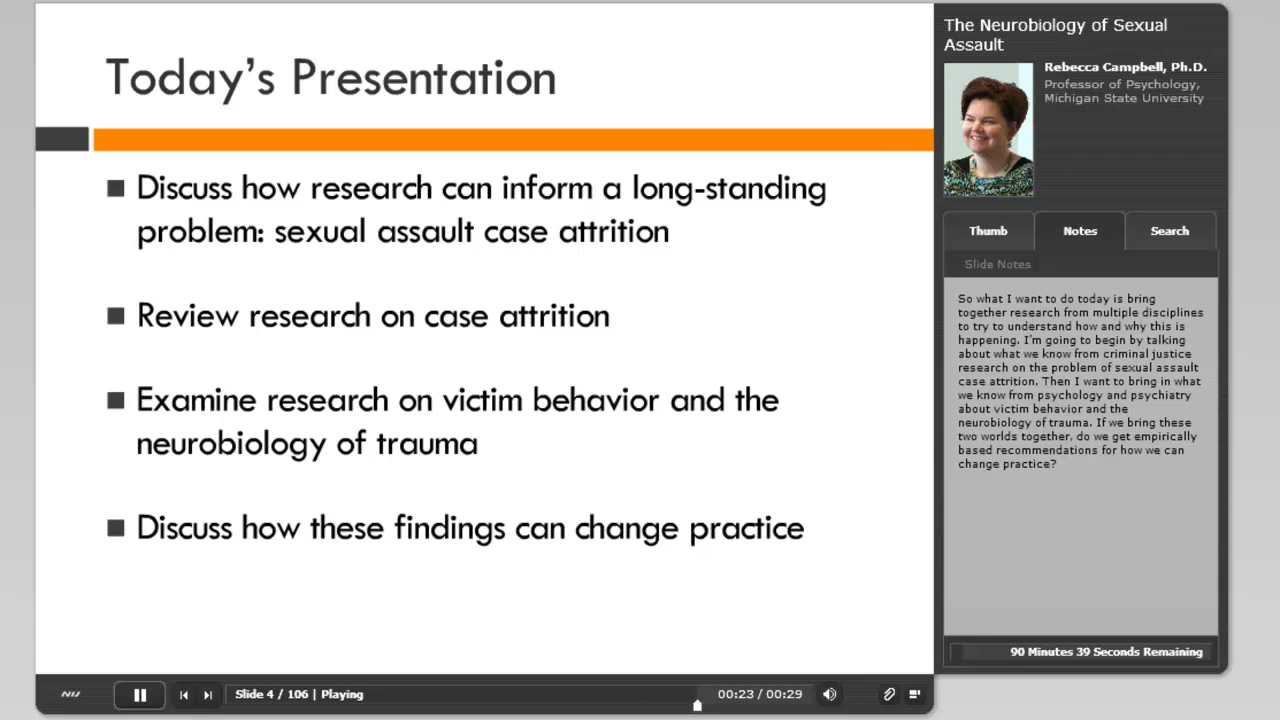 Today's Presentation
Discuss how research can inform a long-standing
problem: sexual assault case attrition
Review research on case attrition
Examine research on victim behavior and the
neurobiology of trauma
Discuss how these findings can change practice
The Neurobiology of Sexual
Assault
Rebecca Campbell, Ph.D.
Professor of Psychology,
Michigan State University
Thumb
Notes
Search
Slide Notes
So what I want to do today is bring
together research from multiple disciplines
to try to understand how and why this is
happening. I'm going to begin by talking
about what we know from criminal justice
research on the problem of sexual assault
case attrition. Then I want to bring in what
we know from psychology and psychiatry
about victim behavior and the
neurobiology of trauma. If we bring these
two worlds together, do we get empirically
based recommendations for how we can
change practice?
90 Minutes 39 Seconds Remaining
NIJ
Slide 4 / 106 | Playing
00:23 / 00:29